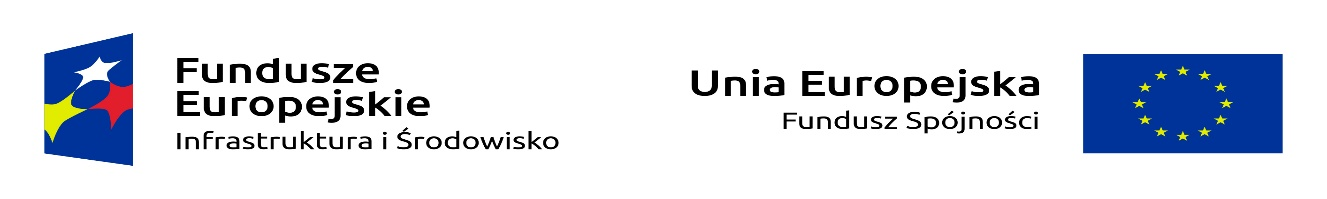 Fundusze
Europejskie
Infrastruktura i Środowisko
Unia Europejska
Fundusz Spójności